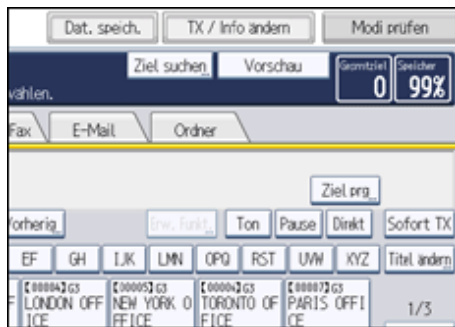 Dat. speich. TX / Info ändern Modi prüfen
Ziel suchen Vorschau Gesmtziel Speicher
wählen. 0 99%
Fax E-Mail Ordner
Ziel prg.
Vorherig. Erw. Funkt. Ton Pause Direkt Sofort TX
EF GH IJK LMN OPQ RST UVW XYZ Titel ändern
F 【00004】G3 【00005】G3 【00004】G3 【00007】G3
LONDON OFF NEW YORK O TORONTO OF PARIS OFFI 1/3
ICE FFICE FICE CE